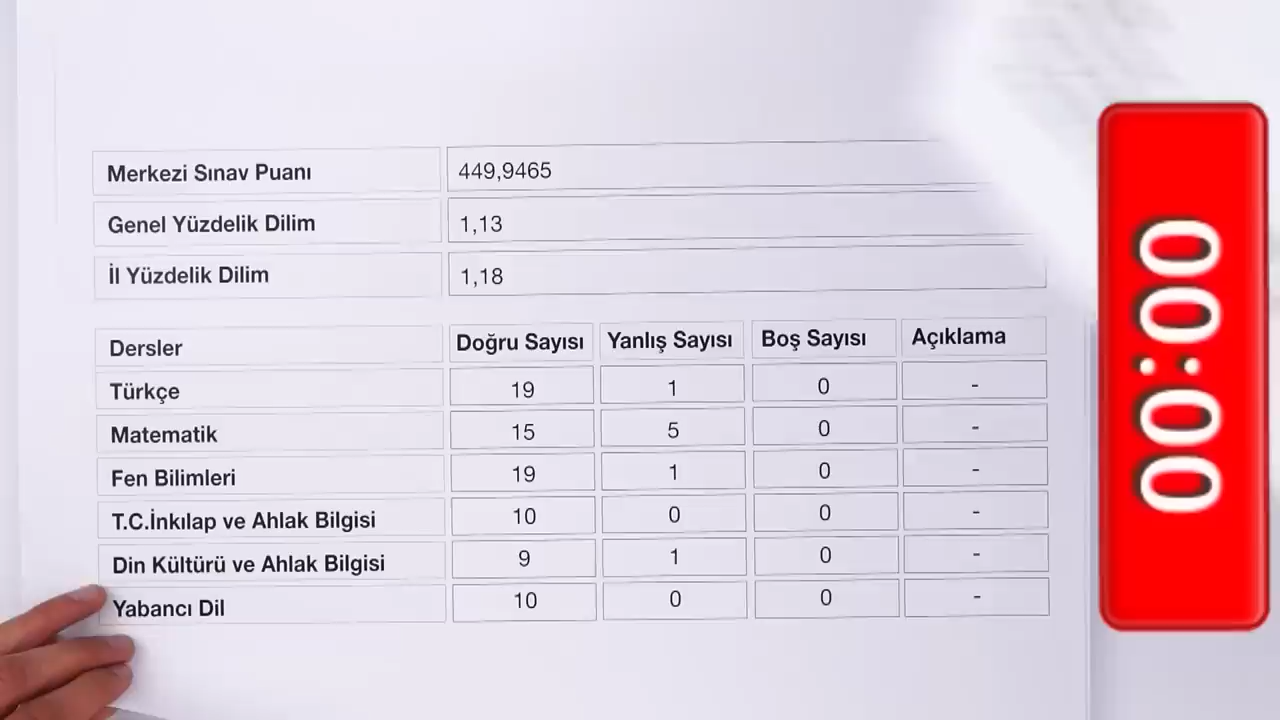 Merkezi Sınav Puanı 449,9465
Genel Yüzdelik Dilim 1,13
İl Yüzdelik Dilim 1,18
Dersler Doğru Sayısı Yanlış Sayısı Boş Sayısı Açıklama
Türkçe 19 1 0 -
Matematik 15 5 0 -
Fen Bilimleri 19 1 0 -
T.C.İnkılap ve Ahlak Bilgisi 10 0 0 -
Din Kültürü ve Ahlak Bilgisi 9 1 0 -
Yabancı Dil 10 0 0 -
00:00